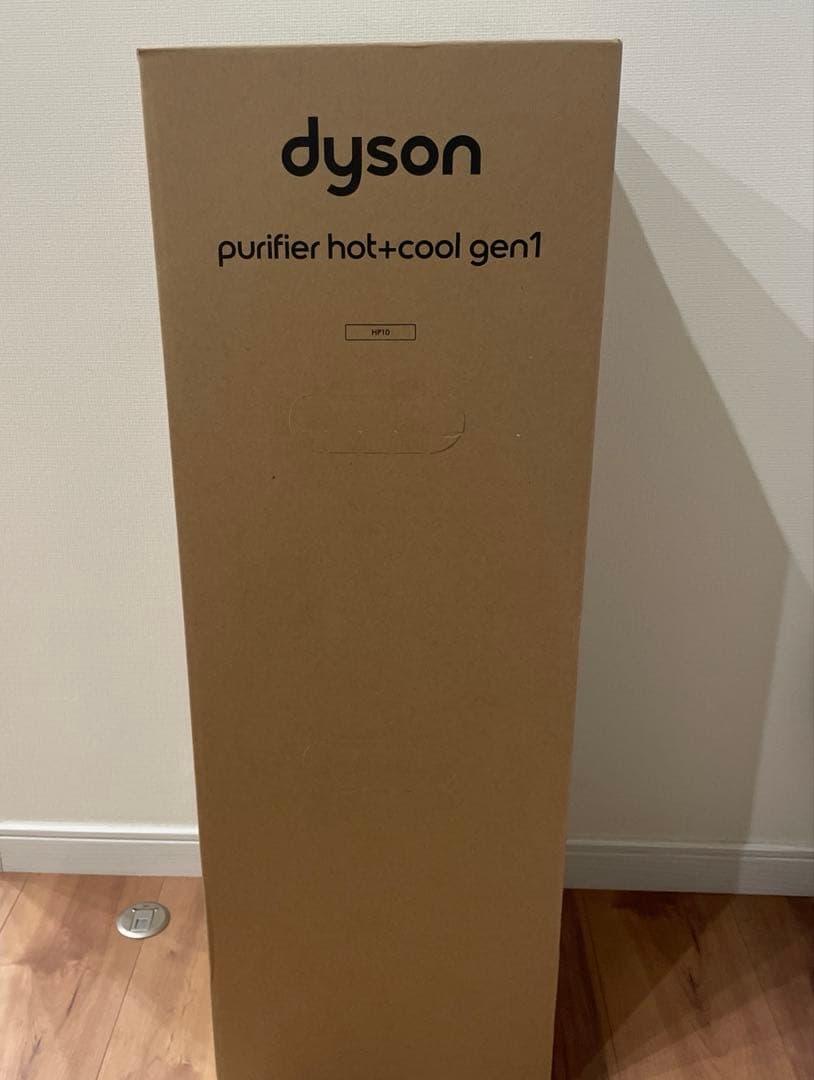 dyson
purifier hot+cool gen1
HP10